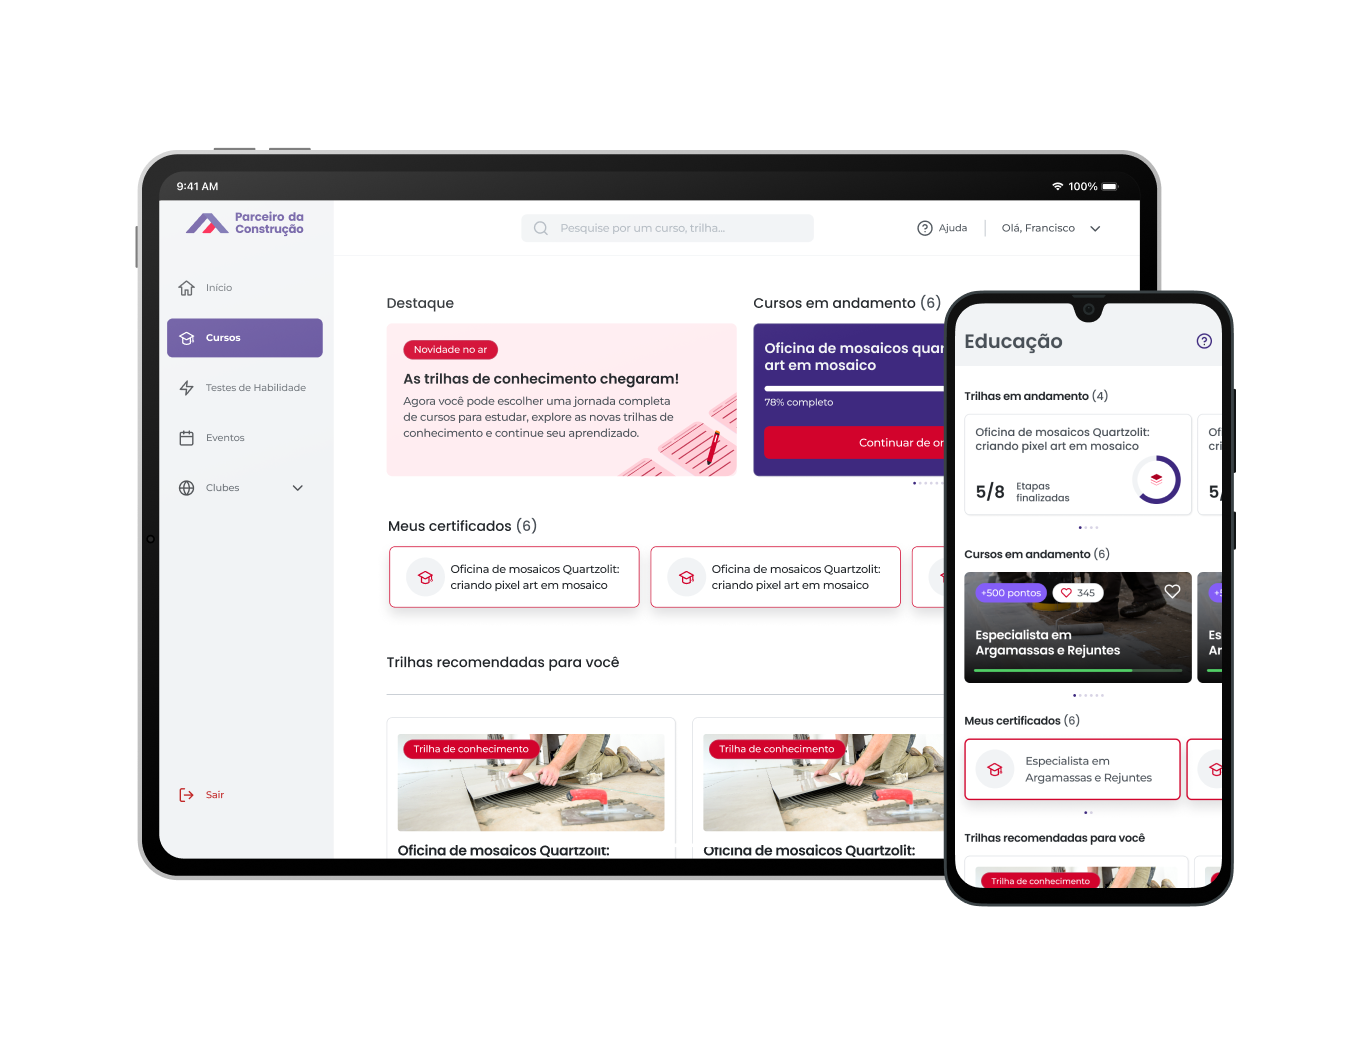 9:41 AM
100%
Parceiro da
Construção
Pesquise por um curso, trilha...
Ajuda
Olá, Francisco
Início
Cursos
Testes de Habilidade
Eventos
Clubes
Sair
Destaque
Novidade no ar
As trilhas de conhecimento chegaram!
Agora você pode escolher uma jornada completa
de cursos para estudar, explore as novas trilhas de
conhecimento e continue seu aprendizado.
Cursos em andamento (6)
Oficina de mosaicos quar
art em mosaico
78% completo
Continuar de on
Meus certificados (6)
Oficina de mosaicos Quartzolit:
criando pixel art em mosaico
Oficina de mosaicos Quartzolit:
criando pixel art em mosaico
Trilhas recomendadas para você
Trilha de conhecimento
Oficina de mosaicos Quartzolit:
Trilha de conhecimento
Oficina de mosaicos Quartzolit:
Educação
Trilhas em andamento (4)
Oficina de mosaicos Quartzolit:
criando pixel art em mosaico
5/8
Etapas
finalizadas
Of
cri
5/
Cursos em andamento (6)
+500 pontos
345
Especialista em
Argamassas e Rejuntes
+5
Es
Ar
Meus certificados (6)
Especialista em
Argamassas e Rejuntes
Trilhas recomendadas para você
Trilha de conhecimento